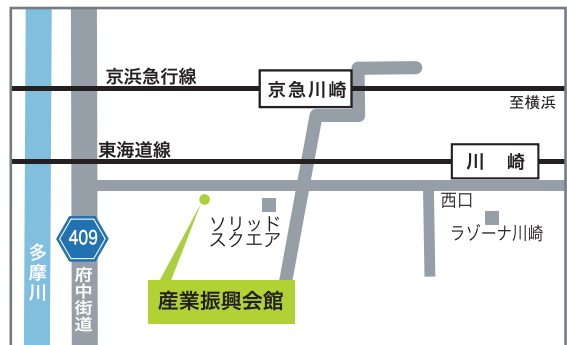 京浜急行線
京急川崎
至横浜
東海道線
川　崎
西口
ラゾーナ川崎
ソリッド
スクエア
409
多摩川
府中街道
産業振興会館